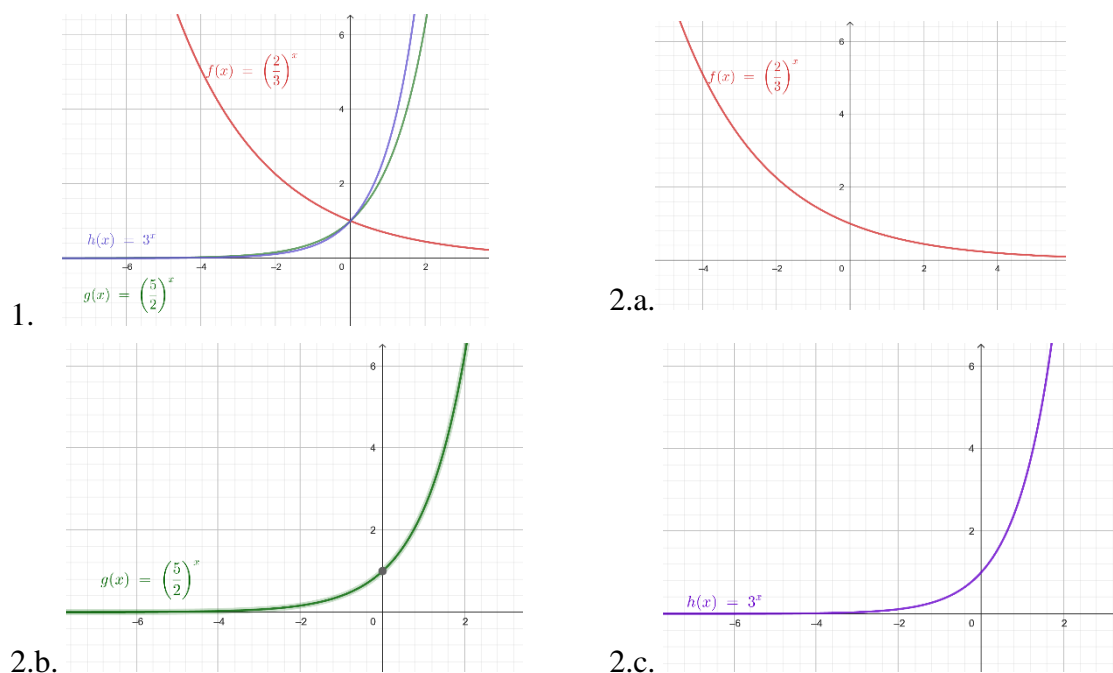 6
f(x) = (2/3)^x
4
2
h(x) = 3^x
−6 −4 −2 0 2
g(x) = (5/2)^x
1.
6
f(x) = (2/3)^x
4
2
−4 −2 0 2 4
2.a.
6
4
2
g(x) = (5/2)^x
−6 −4 −2 0 2
2.b.
6
4
2
h(x) = 3^x
−6 −4 −2 0 2
2.c.